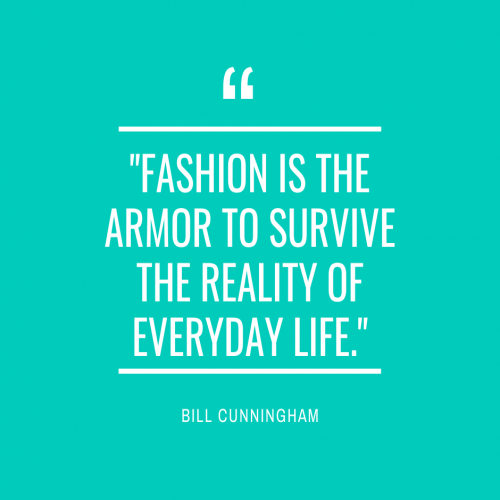 “
"FASHION IS THE
ARMOR TO SURVIVE
THE REALITY OF
EVERYDAY LIFE."
BILL CUNNINGHAM